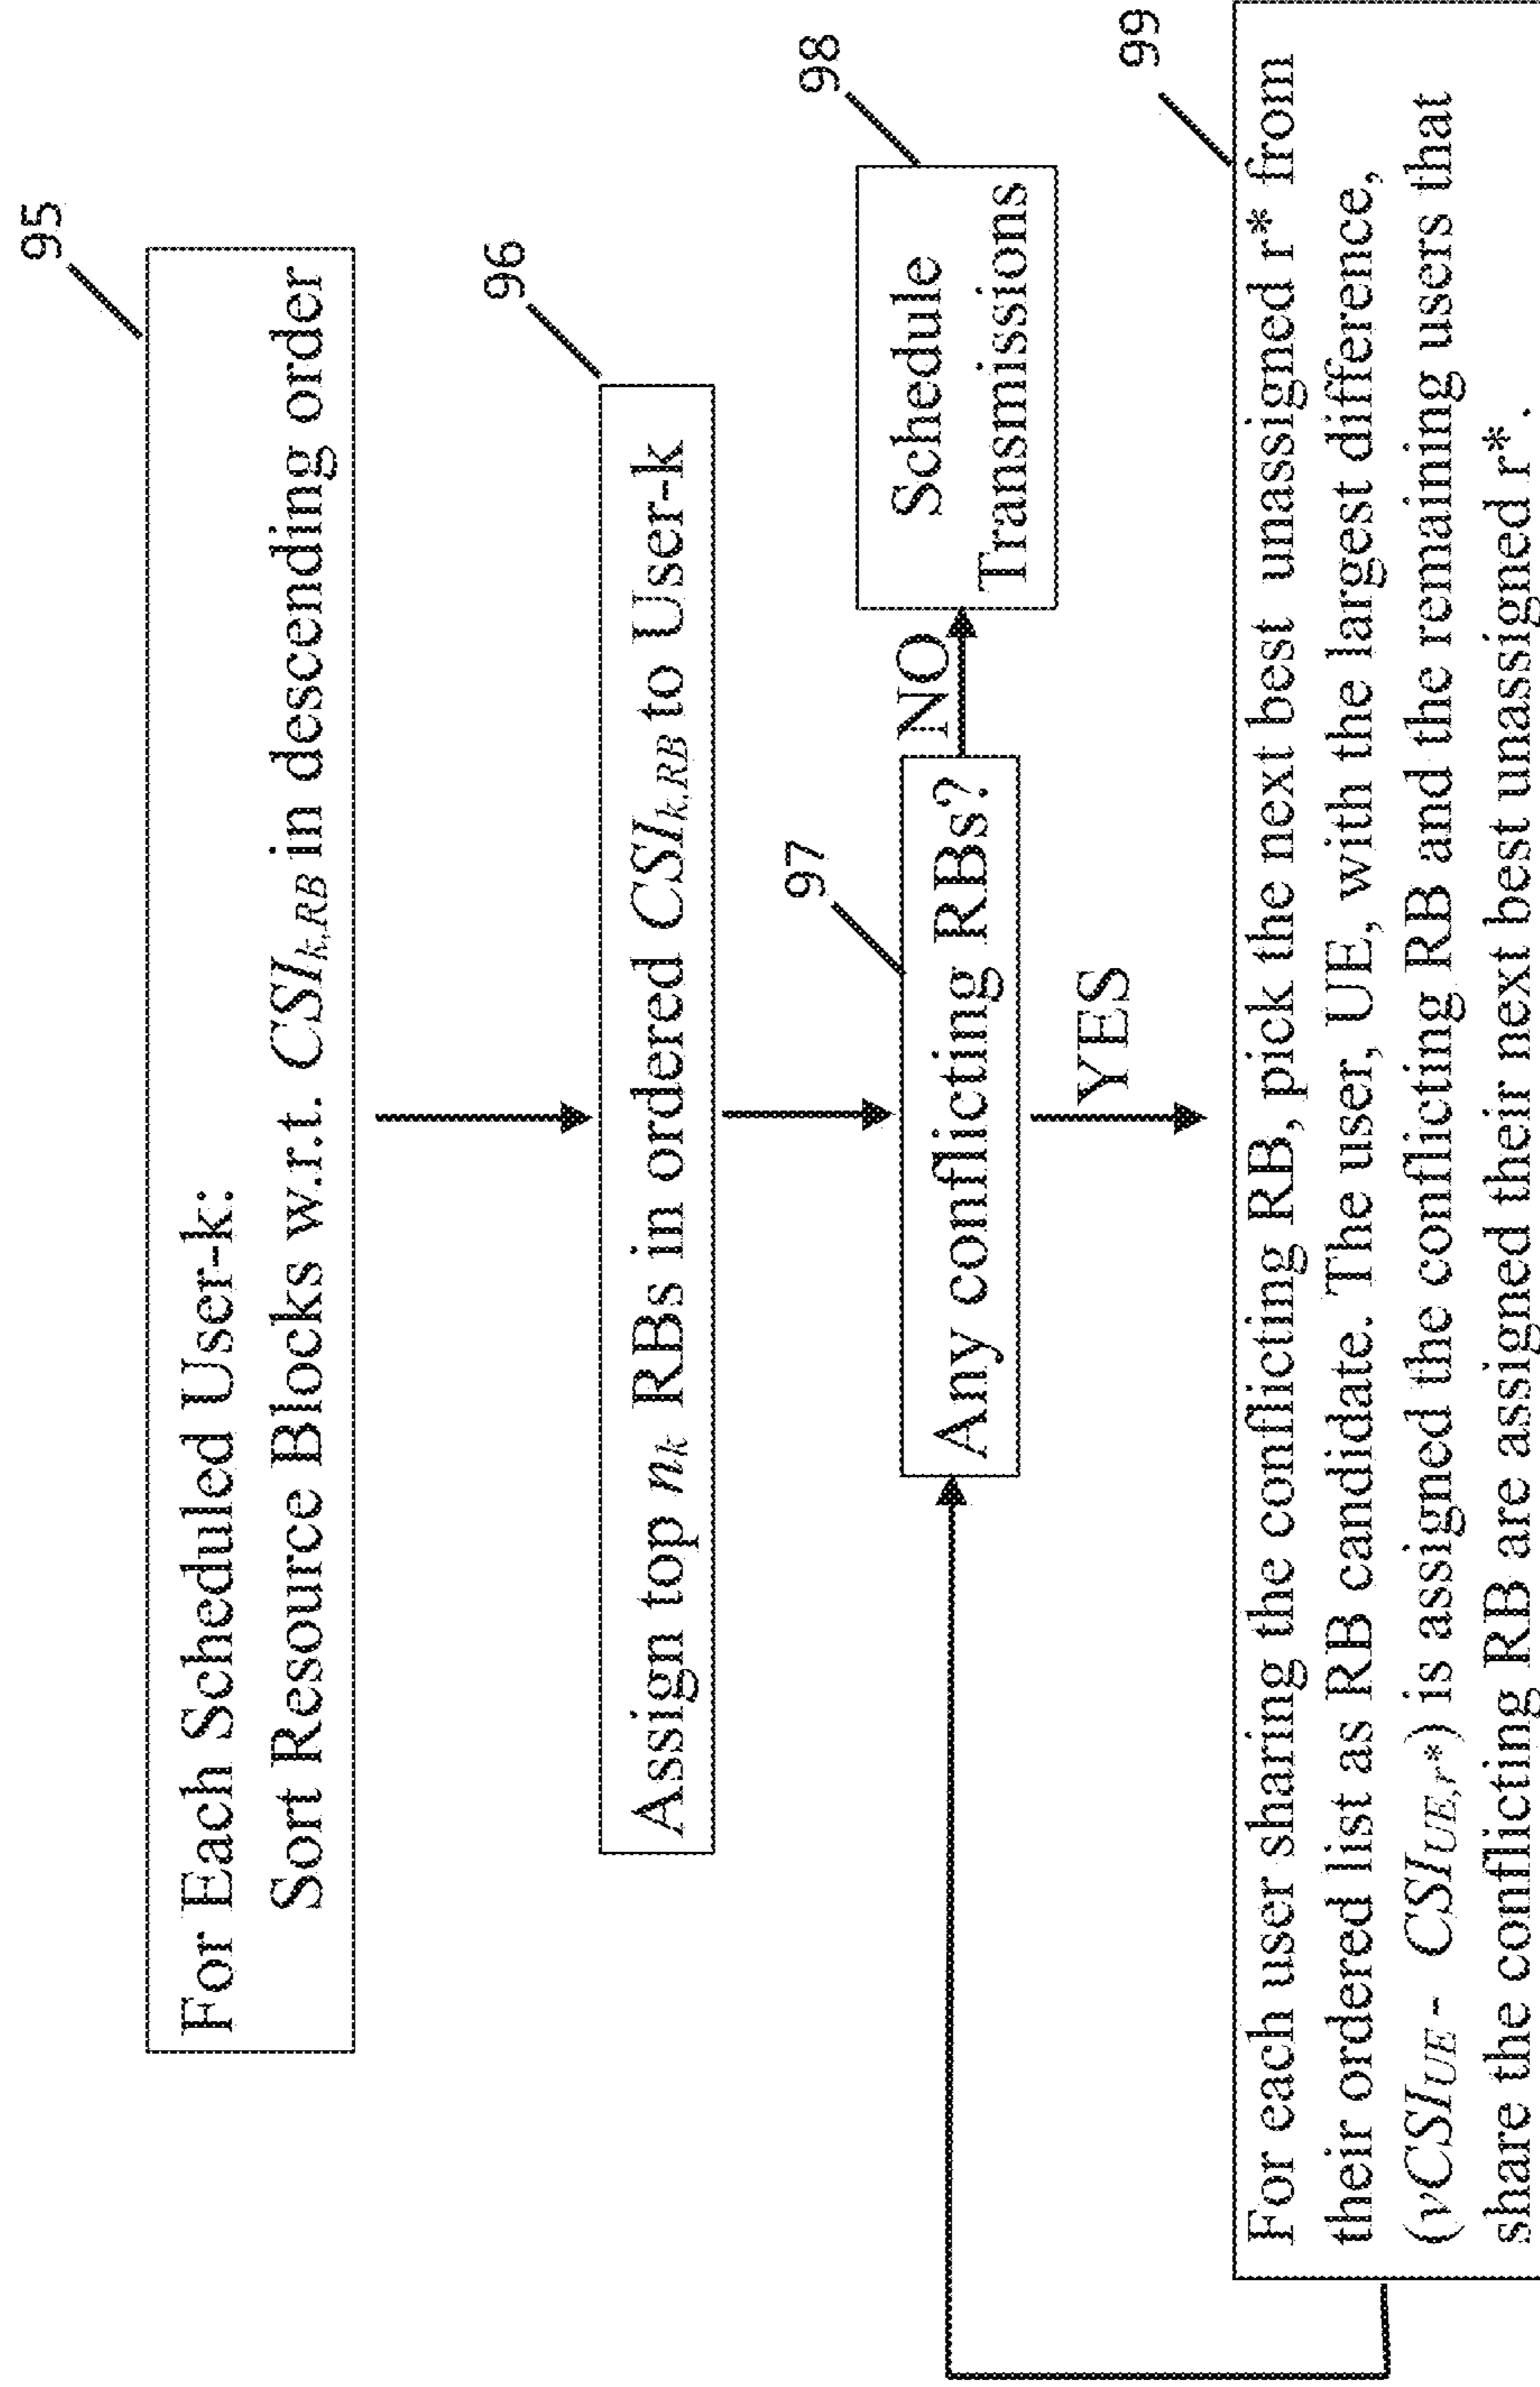 95
For Each Scheduled User-k:
Sort Resource Blocks w.r.t. CSI_{k,RB} in descending order
96
Assign top n_k RBs in ordered CSI_{k,RB} to User-k
97
Any conflicting RBs?
NO
98
Schedule
Transmissions
YES
99
For each user sharing the conflicting RB, pick the next best unassigned r* from
their ordered list as RB candidate. The user, UE, with the largest difference,
(vCSI_{UE} - CSI_{UE,r*}) is assigned the conflicting RB and the remaining users that
share the conflicting RB are assigned their next best unassigned r*.